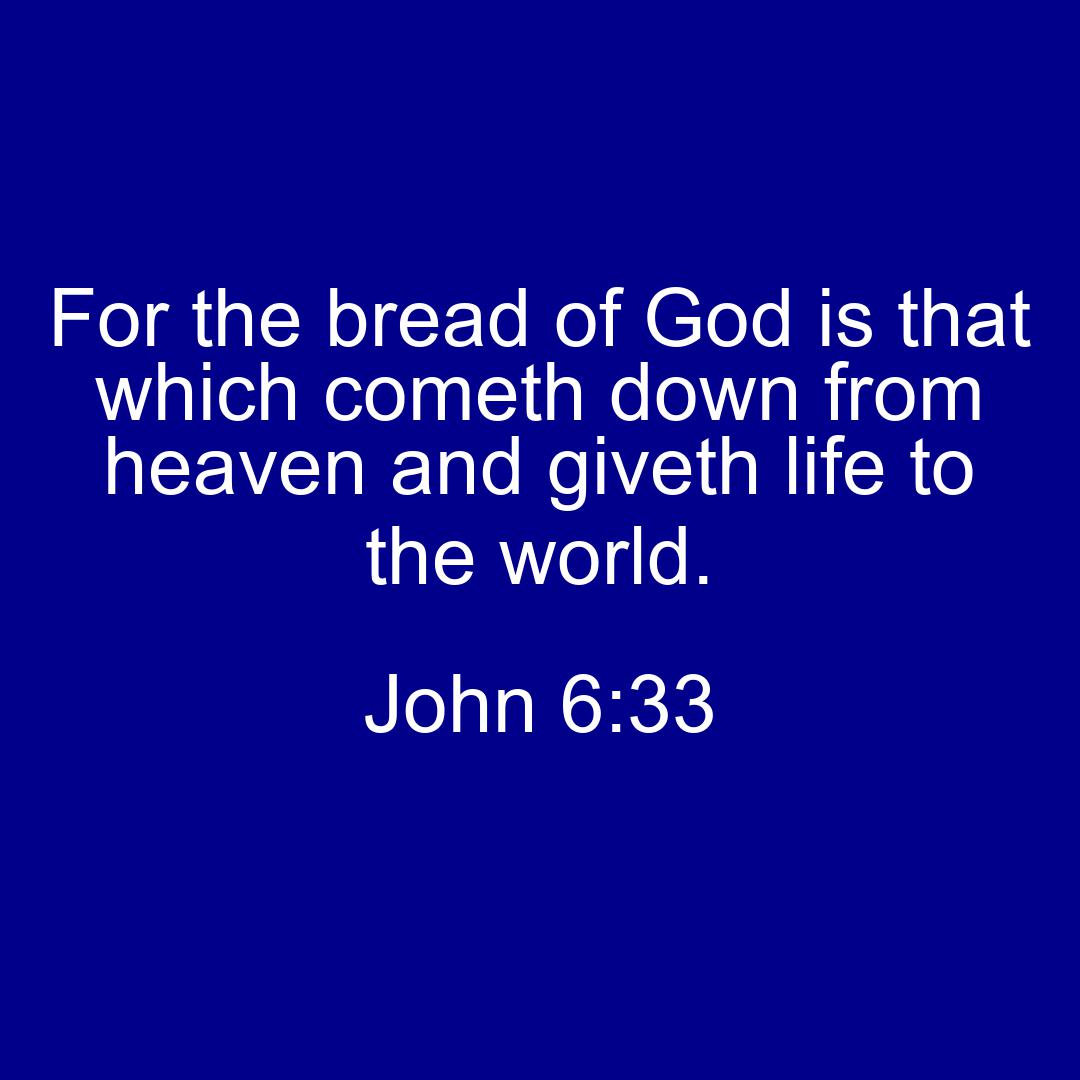 For the bread of God is that
which cometh down from
heaven and giveth life to
the world.
John 6:33